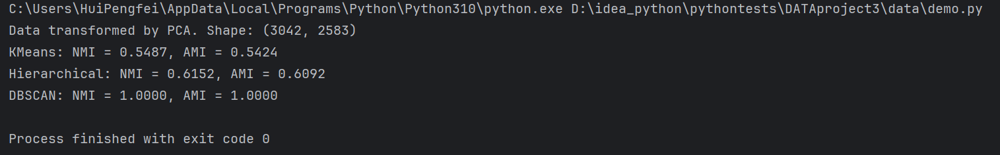 C:\Users\HuiPengfei\AppData\Local\Programs\Python\Python310\python.exe D:\idea_python\pythontests\DATAproject3\data\demo.py
Data transformed by PCA. Shape: (3042, 2583)
KMeans: NMI = 0.5487, AMI = 0.5424
Hierarchical: NMI = 0.6152, AMI = 0.6092
DBSCAN: NMI = 1.0000, AMI = 1.0000
Process finished with exit code 0